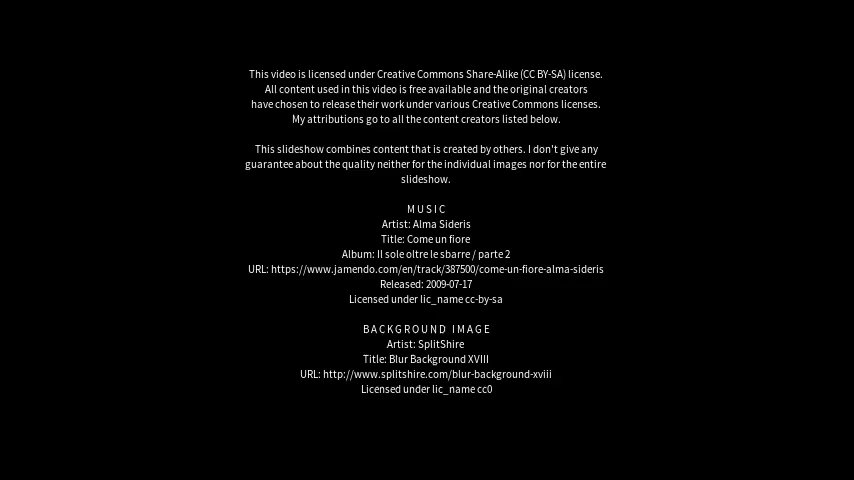 This video is licensed under Creative Commons Share-Alike (CC BY-SA) license.
All content used in this video is free available and the original creators
have chosen to release their work under various Creative Commons licenses.
My attributions go to all the content creators listed below.
This slideshow combines content that is created by others. I don't give any
guarantee about the quality neither for the individual images nor for the entire
slideshow.
MUSIC
Artist: Alma Sideris
Title: Come un fiore
Album: Il sole oltre le sbarre / parte 2
URL: https://www.jamendo.com/en/track/387500/come-un-fiore-alma-sideris
Released: 2009-07-17
Licensed under lic_name cc-by-sa
BACKGROUND IMAGE
Artist: SplitShire
Title: Blur Background XVIII
URL: http://www.splitshire.com/blur-background-xviii
Licensed under lic_name cc0